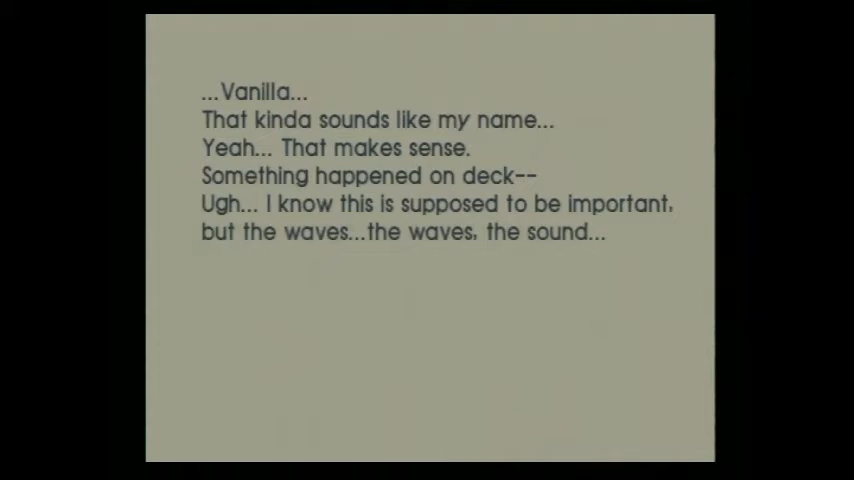 ...Vanilla...
That kinda sounds like my name...
Yeah... That makes sense.
Something happened on deck--
Ugh... I know this is supposed to be important,
but the waves...the waves, the sound...